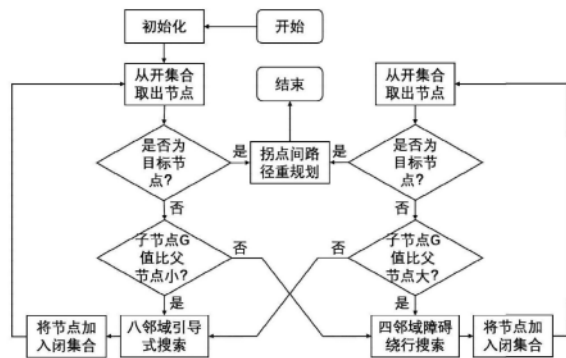 初始化
开始
从开集合
取出节点
结束
从开集合
取出节点
是否为
目标节
点?
是
拐点间路
径重规划
是
是否为
目标节
点?
否
否
子节点G
值比父
节点小?
否
否
子节点G
值比父
节点大?
是
是
将节点加
入闭集合
八邻域引导
式搜索
四邻域障碍
绕行搜索
将节点加
入闭集合